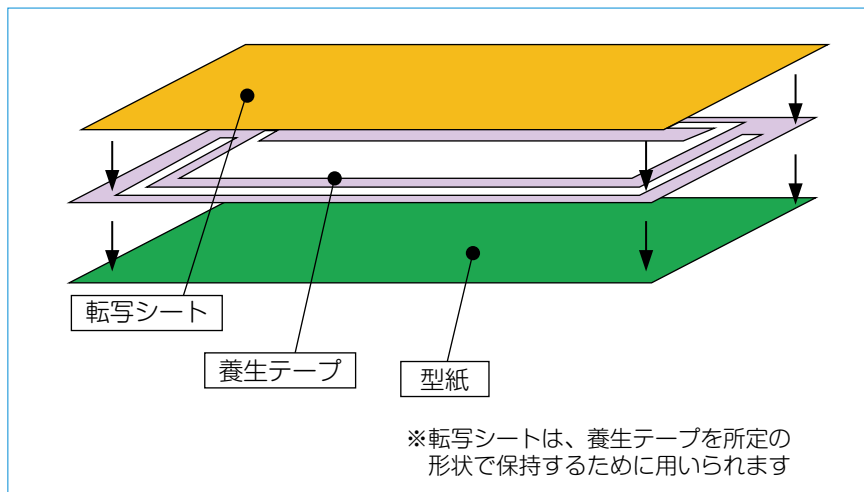 転写シート
養生テープ
型紙
※転写シートは、養生テープを所定の
形状で保持するために用いられます